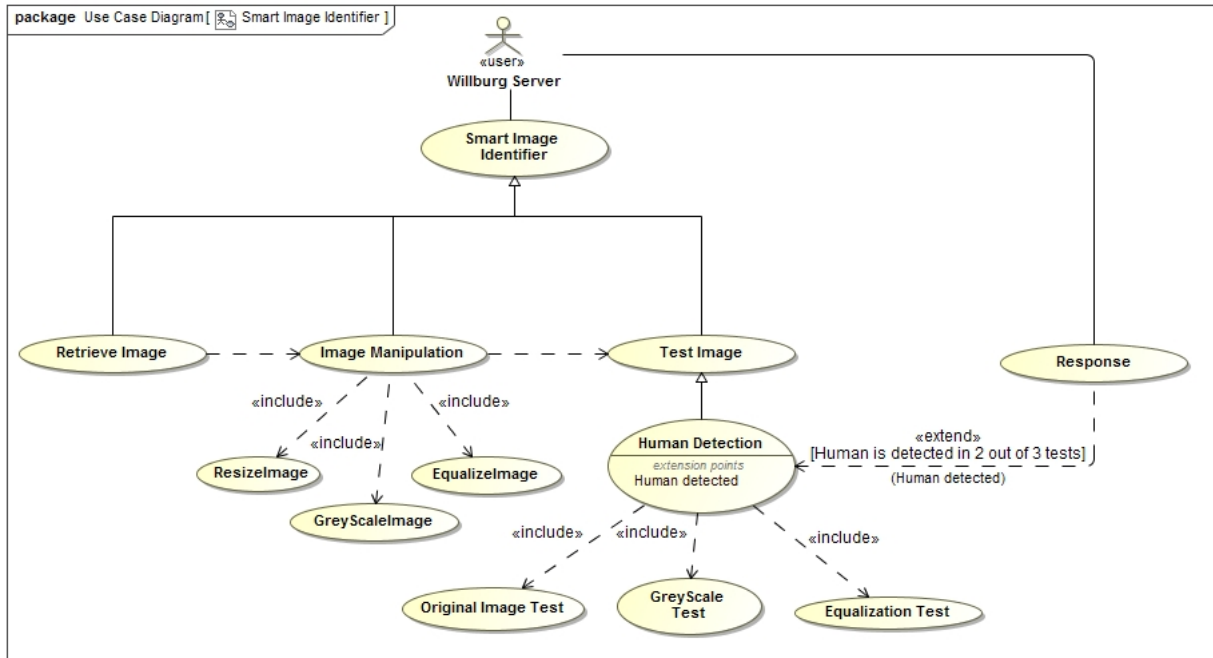 package Use Case Diagram [ Smart Image Identifier ]
«user»
Willburg Server
Smart Image
Identifier
Retrieve Image
Image Manipulation
Test Image
Response
«include»
«include»
«include»
ResizeImage
EqualizeImage
GreyScaleImage
Human Detection
extension points
Human detected
«extend»
[Human is detected in 2 out of 3 tests]
(Human detected)
«include»
«include»
«include»
Original Image Test
GreyScale
Test
Equalization Test